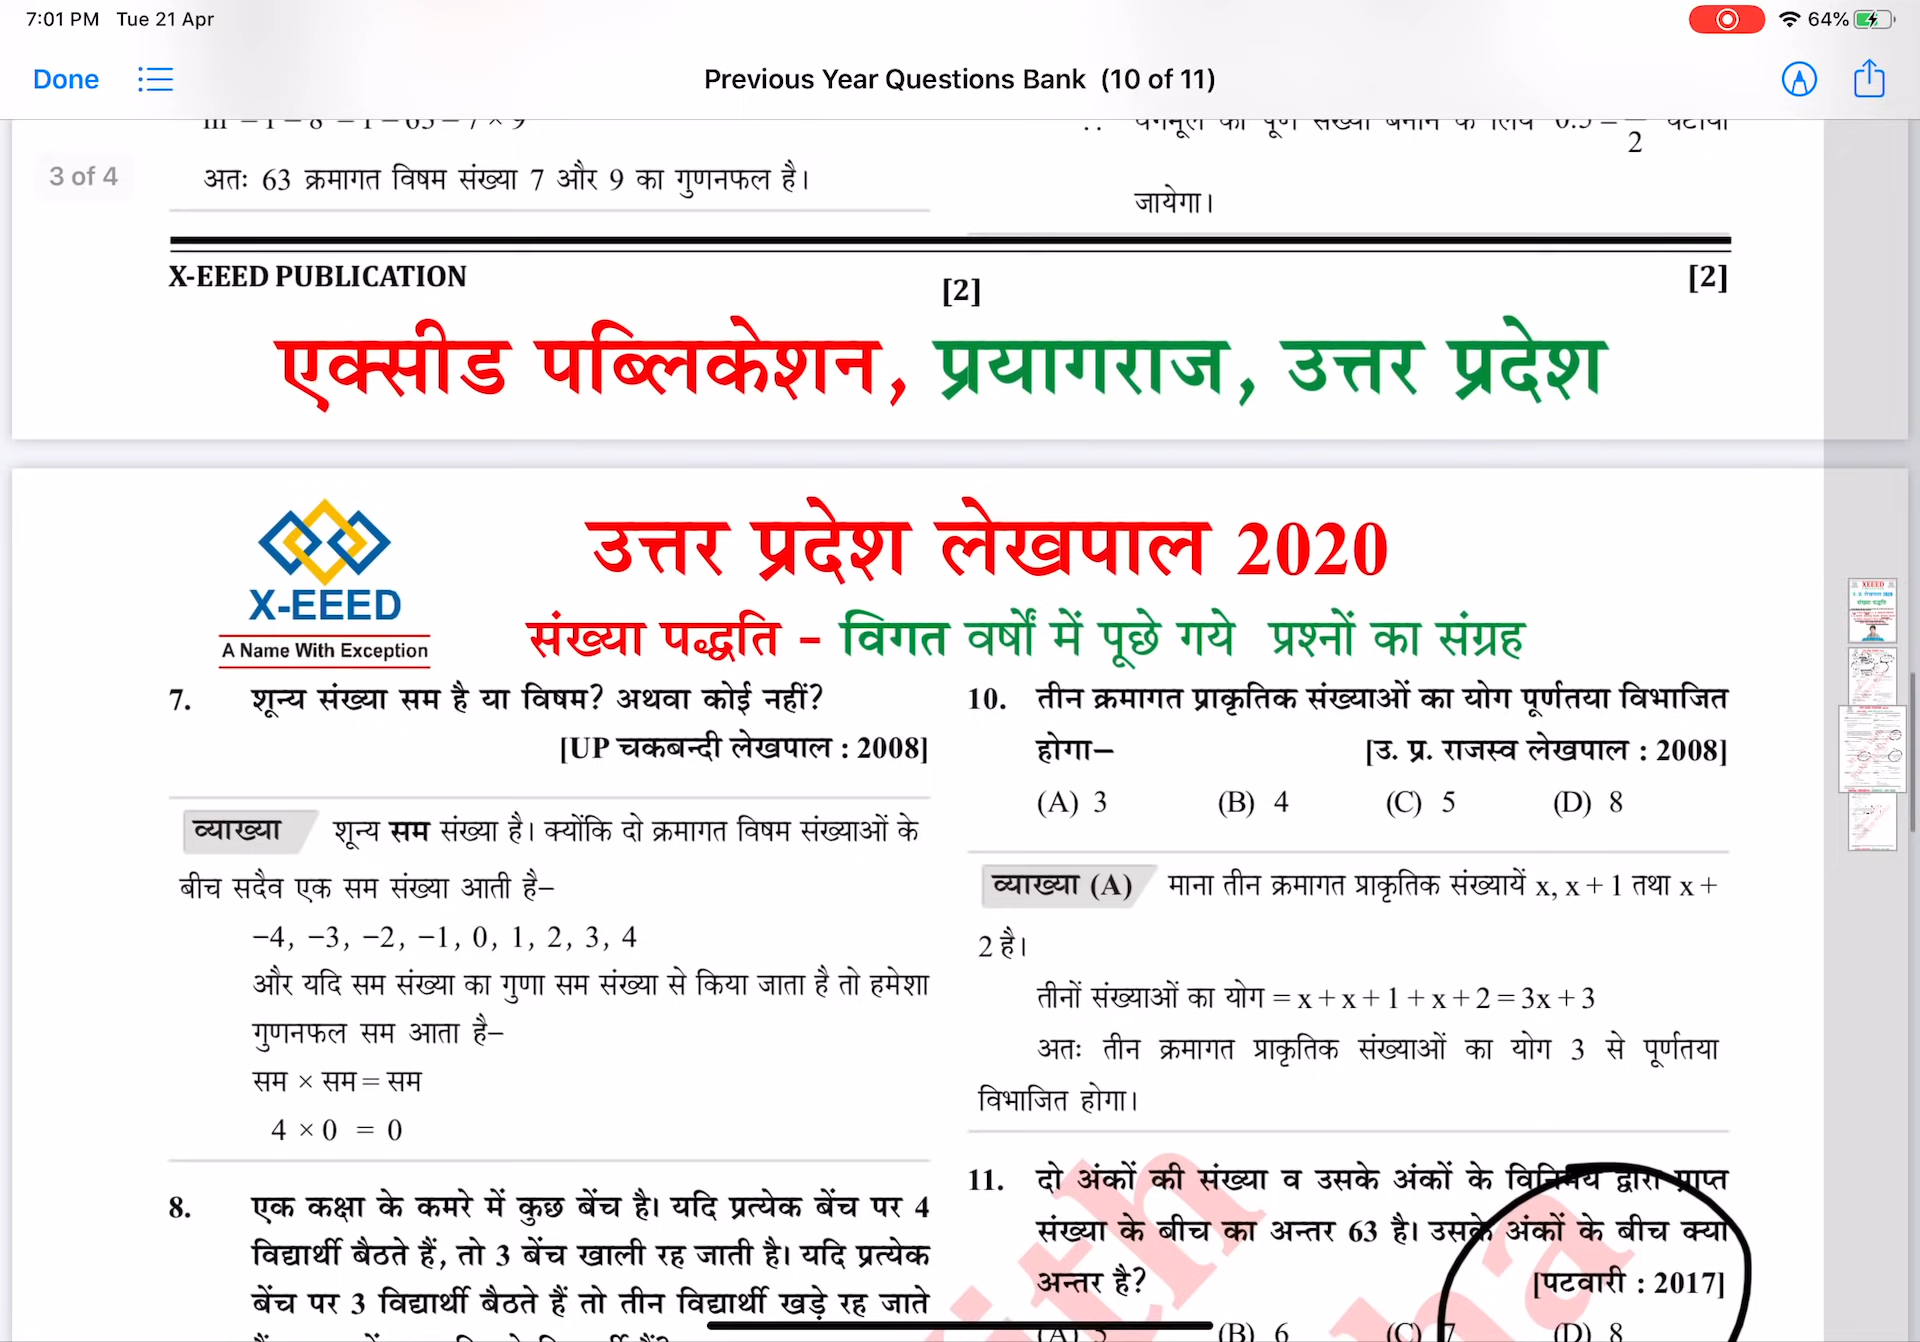 7:01 PM Tue 21 Apr
64%
Done
Previous Year Questions Bank (10 of 11)
3 of 4
अतः 63 क्रमागत विषम संख्या 7 और 9 का गुणनफल है।
2
जायेगा।
X-EEED PUBLICATION
[2]
[2]
एक्सीड पब्लिकेशन, प्रयागराज, उत्तर प्रदेश
X-EEED
A Name With Exception
उत्तर प्रदेश लेखपाल 2020
संख्या पद्धति - विगत वर्षों में पूछे गये प्रश्नों का संग्रह
7. शून्य संख्या सम है या विषम? अथवा कोई नहीं?
[UP चकबन्दी लेखपाल : 2008]
व्याख्या शून्य सम संख्या है। क्योंकि दो क्रमागत विषम संख्याओं के
बीच सदैव एक सम संख्या आती है–
−4, −3, −2, −1, 0, 1, 2, 3, 4
और यदि सम संख्या का गुणा सम संख्या से किया जाता है तो हमेशा
गुणनफल सम आता है–
सम × सम = सम
4 × 0 = 0
8. एक कक्षा के कमरे में कुछ बेंच है। यदि प्रत्येक बेंच पर 4
विद्यार्थी बैठते हैं, तो 3 बेंच खाली रह जाती है। यदि प्रत्येक
बेंच पर 3 विद्यार्थी बैठते हैं तो तीन विद्यार्थी खड़े रह जाते
10. तीन क्रमागत प्राकृतिक संख्याओं का योग पूर्णतया विभाजित
होगा– [उ. प्र. राजस्व लेखपाल : 2008]
(A) 3 (B) 4 (C) 5 (D) 8
व्याख्या (A) माना तीन क्रमागत प्राकृतिक संख्यायें x, x + 1 तथा x +
2 है।
तीनों संख्याओं का योग = x + x + 1 + x + 2 = 3x + 3
अतः तीन क्रमागत प्राकृतिक संख्याओं का योग 3 से पूर्णतया
विभाजित होगा।
11. दो अंकों की संख्या व उसके अंकों के विनिमय द्वारा प्राप्त
संख्या के बीच का अन्तर 63 है। उसके अंकों के बीच क्या
अन्तर है? [पटवारी : 2017]
(A) 5 (B) 6 (C) 7 (D) 8